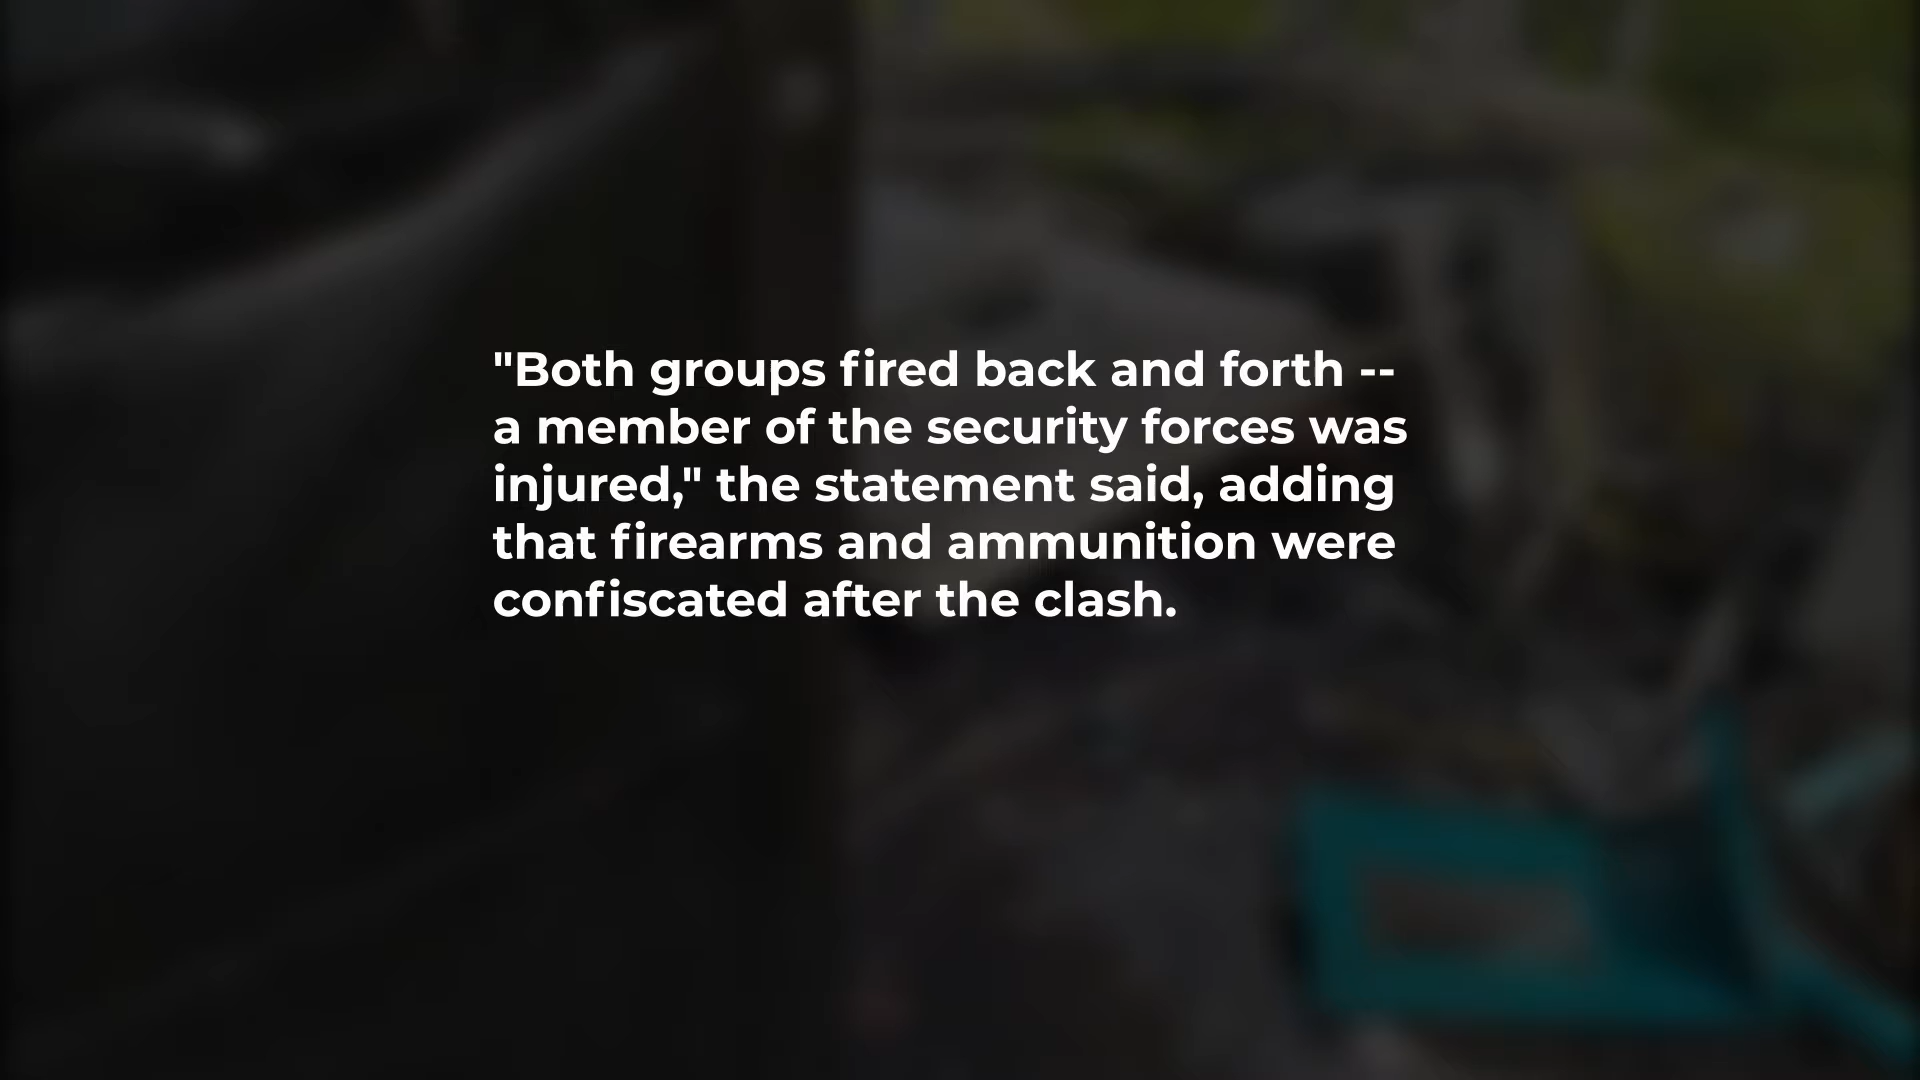 "Both groups fired back and forth --
a member of the security forces was
injured," the statement said, adding
that firearms and ammunition were
confiscated after the clash.